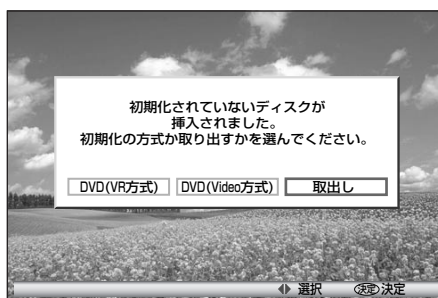 初期化されていないディスクが
挿入されました。
初期化の方式か取り出すかを選んでください。
DVD(VR方式) DVD(Video方式) 取出し
選択 決定 決定